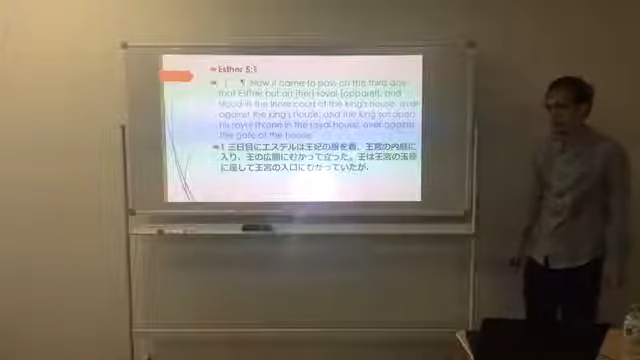 Esther 5:1
1 ¶ Now it came to pass on the third day,
that Esther put on [her] royal [apparel], and
stood in the inner court of the king's house, over
against the king's house: and the king sat upon
his royal throne in the royal house, over against
the gate of the house.
1 三日目にエステルは王妃の服を着、王宮の内庭に
入り、王の広間にむかって立った。王は王宮の玉座
に座して王宮の入口にむかっていたが、